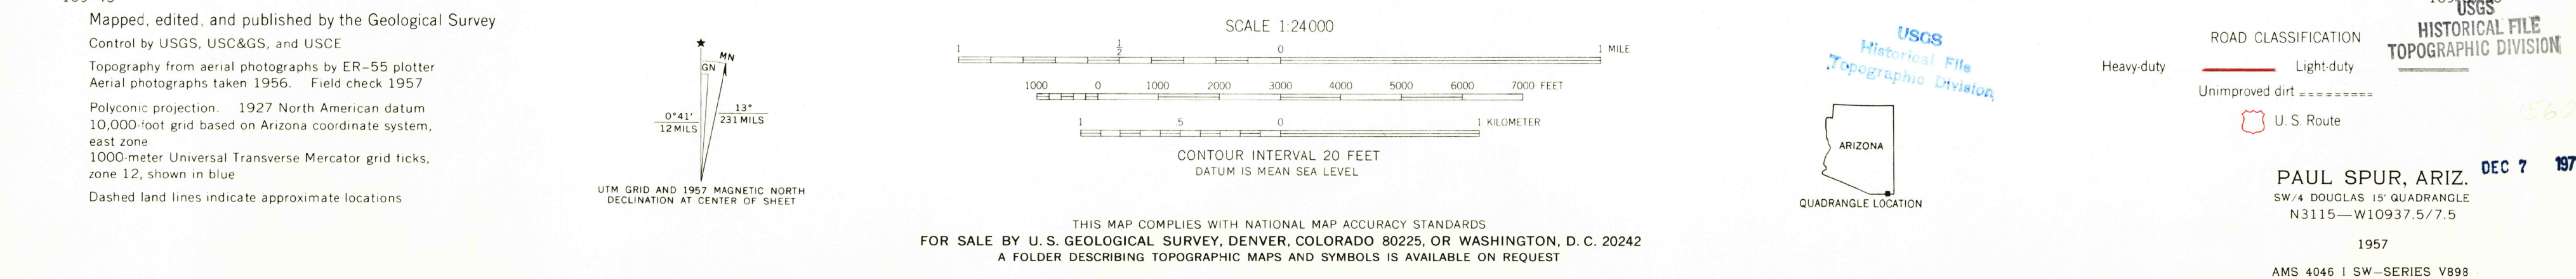 Mapped, edited, and published by the Geological Survey
Control by USGS, USC&GS, and USCE
Topography from aerial photographs by ER–55 plotter
Aerial photographs taken 1956. Field check 1957
Polyconic projection. 1927 North American datum
10,000-foot grid based on Arizona coordinate system,
east zone
1000-meter Universal Transverse Mercator grid ticks,
zone 12, shown in blue
Dashed land lines indicate approximate locations
MN
GN
0°41'
12 MILS
13°
231 MILS
UTM GRID AND 1957 MAGNETIC NORTH
DECLINATION AT CENTER OF SHEET
SCALE 1:24000
1 ½ 0 1 MILE
1000 0 1000 2000 3000 4000 5000 6000 7000 FEET
1 .5 0 1 KILOMETER
CONTOUR INTERVAL 20 FEET
DATUM IS MEAN SEA LEVEL
THIS MAP COMPLIES WITH NATIONAL MAP ACCURACY STANDARDS
FOR SALE BY U. S. GEOLOGICAL SURVEY, DENVER, COLORADO 80225, OR WASHINGTON, D. C. 20242
A FOLDER DESCRIBING TOPOGRAPHIC MAPS AND SYMBOLS IS AVAILABLE ON REQUEST
USGS
Historical File
Topographic Division
ARIZONA
QUADRANGLE LOCATION
USGS
HISTORICAL FILE
TOPOGRAPHIC DIVISION
ROAD CLASSIFICATION
Heavy-duty Light-duty
Unimproved dirt
U. S. Route
PAUL SPUR, ARIZ.
DEC 7 197
SW/4 DOUGLAS 15' QUADRANGLE
N3115—W10937.5/7.5
1957
AMS 4046 I SW–SERIES V898